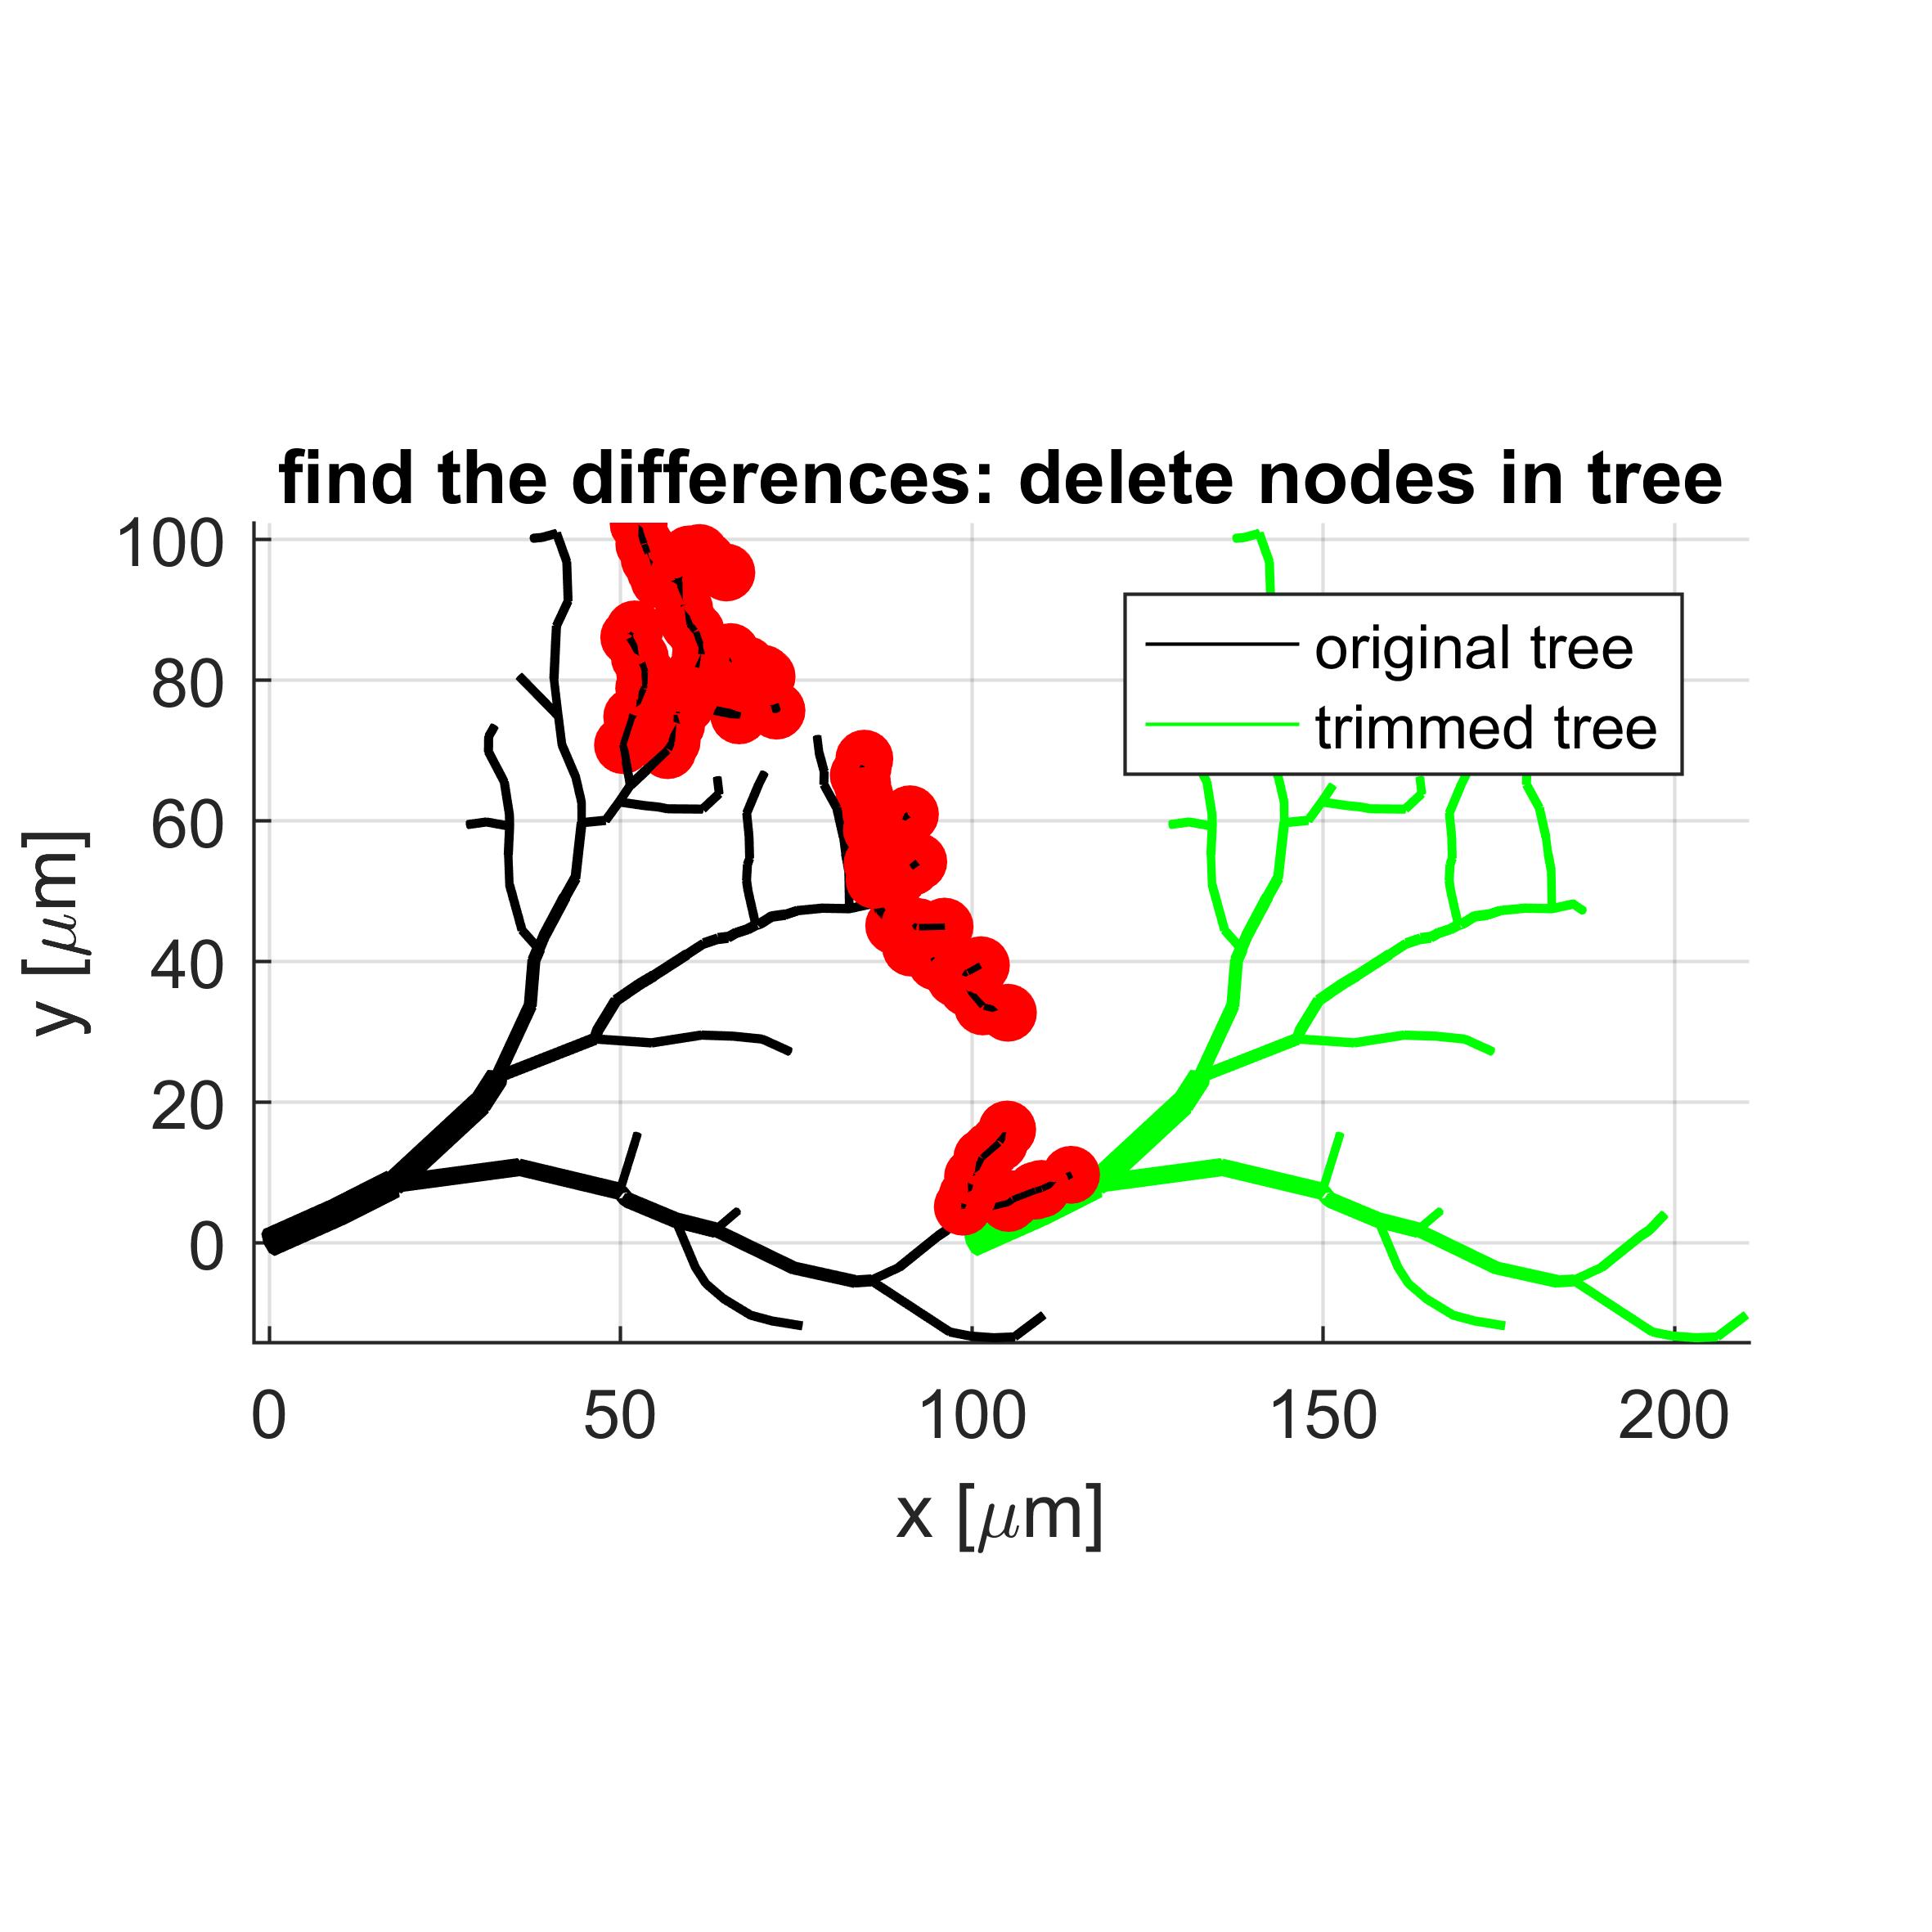 find the differences: delete nodes in tree
100
80
60
40
20
0
y [μm]
original tree
trimmed tree
0 50 100 150 200
x [μm]